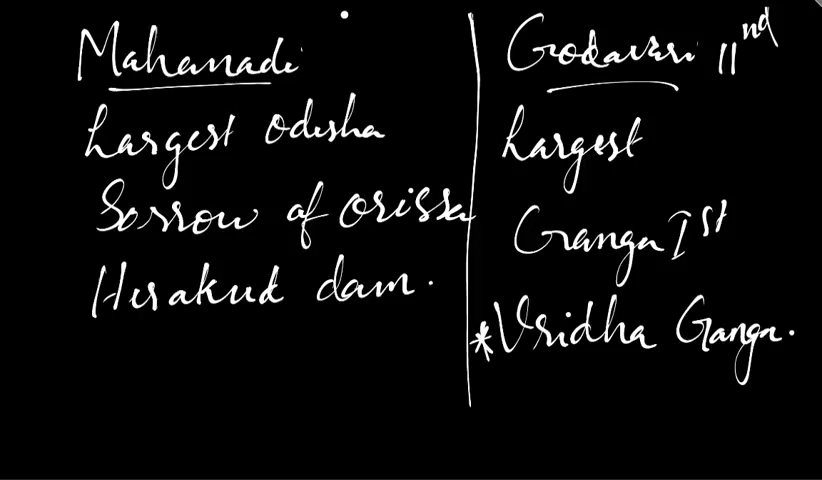 Mahanadi
Largest Odisha
Sorrow of Orissa
Hirakud dam.
Godavari IInd
Largest
Ganga Ist
*Vridha Ganga.